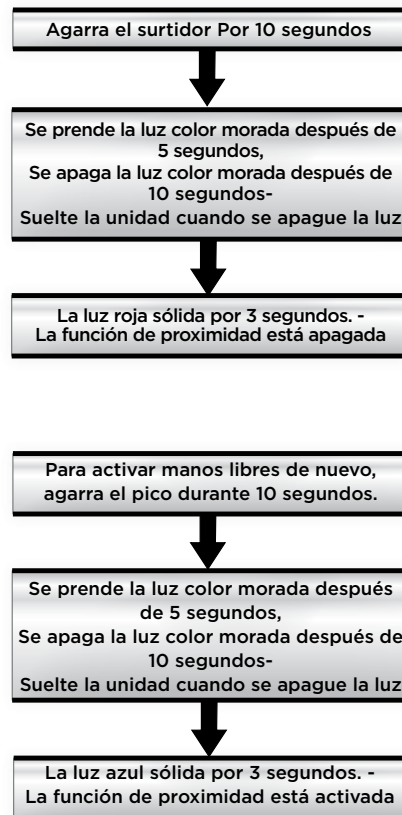 Agarra el surtidor Por 10 segundos
Se prende la luz color morada después de
5 segundos,
Se apaga la luz color morada después de
10 segundos-
Suelte la unidad cuando se apague la luz
La luz roja sólida por 3 segundos. -
La función de proximidad está apagada
Para activar manos libres de nuevo,
agarra el pico durante 10 segundos.
Se prende la luz color morada después
de 5 segundos,
Se apaga la luz color morada después de
10 segundos-
Suelte la unidad cuando se apague la luz
La luz azul sólida por 3 segundos. -
La función de proximidad está activada